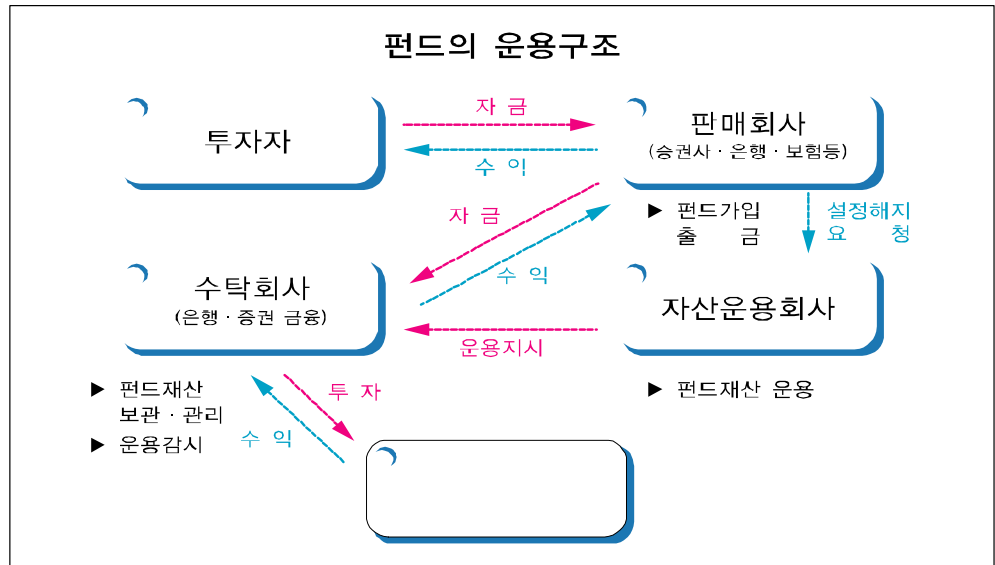 펀드의 운용구조
투자자
자 금
수 익
판매회사
(증권사 · 은행 · 보험등)
▶ 펀드가입
출 금
설정해지
요 청
자 금
수 익
수탁회사
(은행 · 증권 금융)
자산운용회사
운용지시
▶ 펀드재산
보관 · 관리
▶ 운용감시
▶ 펀드재산 운용
투 자
수 익